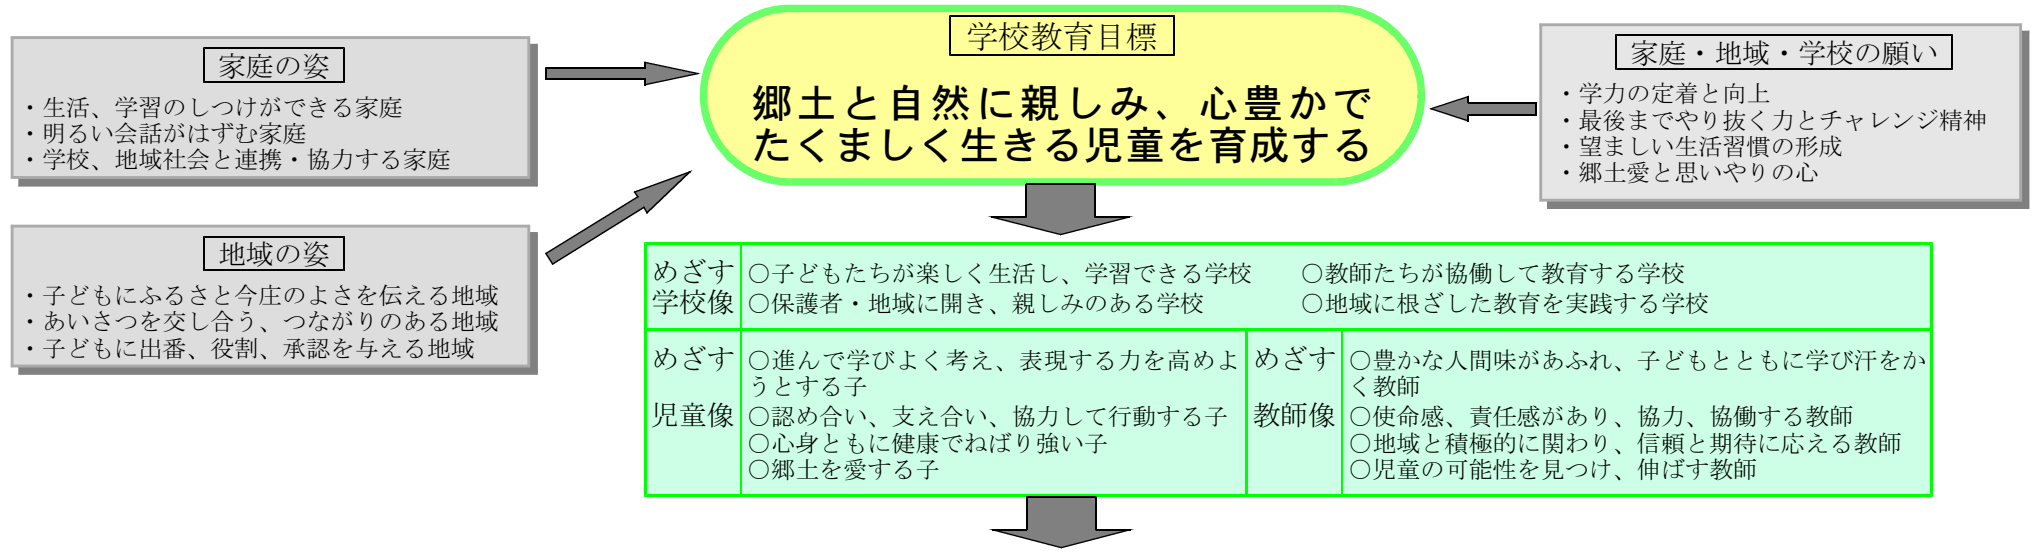 学校教育目標
郷土と自然に親しみ、心豊かで
たくましく生きる児童を育成する
家庭の姿
・生活、学習のしつけができる家庭
・明るい会話がはずむ家庭
・学校、地域社会と連携・協力する家庭
地域の姿
・子どもにふるさと今庄のよさを伝える地域
・あいさつを交し合う、つながりのある地域
・子どもに出番、役割、承認を与える地域
家庭・地域・学校の願い
・学力の定着と向上
・最後までやり抜く力とチャレンジ精神
・望ましい生活習慣の形成
・郷土愛と思いやりの心
めざす
学校像
○子どもたちが楽しく生活し、学習できる学校 ○教師たちが協働して教育する学校
○保護者・地域に開き、親しみのある学校 ○地域に根ざした教育を実践する学校
めざす
児童像
○進んで学びよく考え、表現する力を高めよ
うとする子
○認め合い、支え合い、協力して行動する子
○心身ともに健康でねばり強い子
○郷土を愛する子
めざす
教師像
○豊かな人間味があふれ、子どもとともに学び汗をか
く教師
○使命感、責任感があり、協力、協働する教師
○地域と積極的に関わり、信頼と期待に応える教師
○児童の可能性を見つけ、伸ばす教師